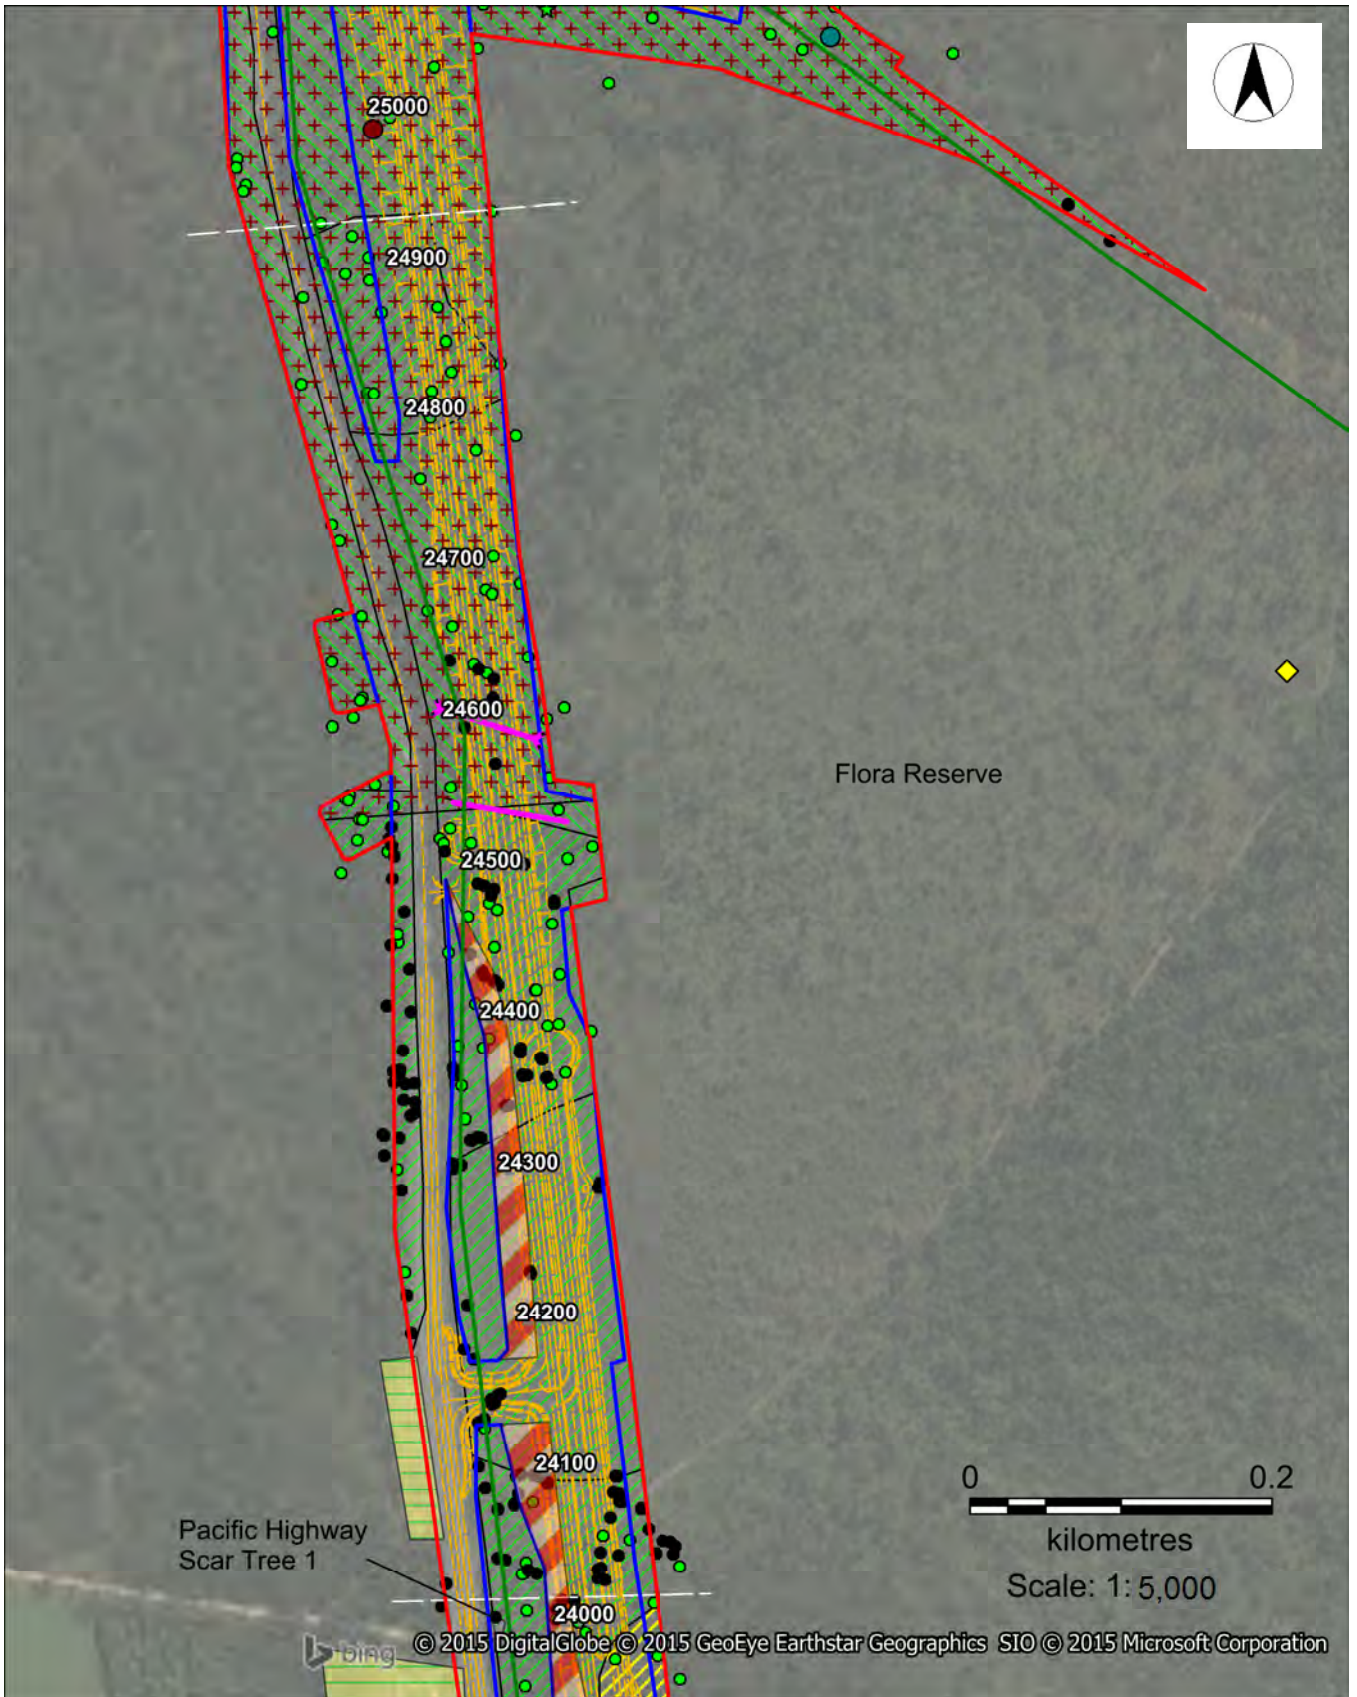 25000
24900
24800
24700
24600
Flora Reserve
24500
24400
24300
24200
24100
0 0.2
kilometres
Scale: 1:5,000
Pacific Highway
Scar Tree 1
24000
bing © 2015 DigitalGlobe © 2015 GeoEye Earthstar Geographics SIO © 2015 Microsoft Corporation